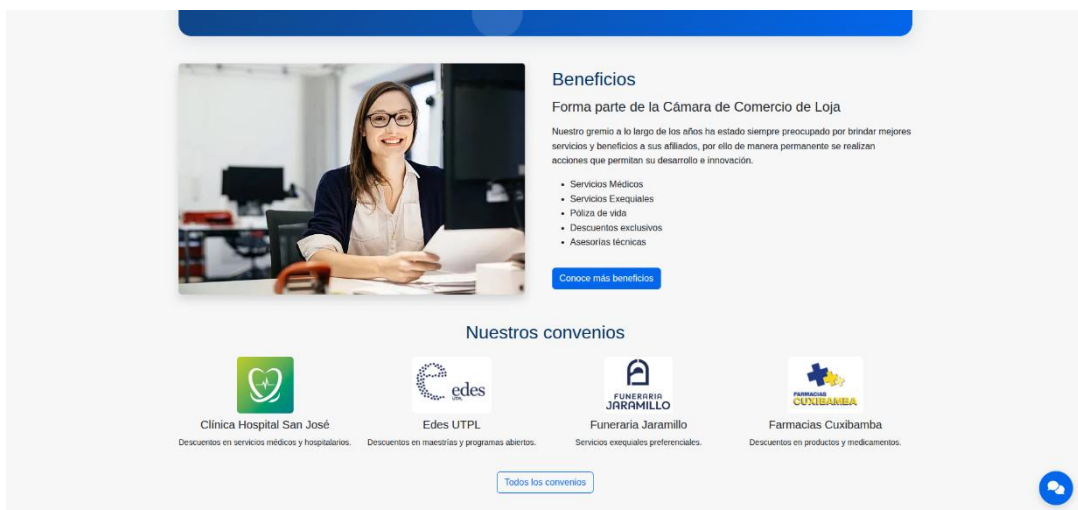 Beneficios
Forma parte de la Cámara de Comercio de Loja
Nuestro gremio a lo largo de los años ha estado siempre preocupado por brindar mejores
servicios y beneficios a sus afiliados, por ello de manera permanente se realizan
acciones que permitan su desarrollo e innovación.
• Servicios Médicos
• Servicios Exequiales
• Póliza de vida
• Descuentos exclusivos
• Asesorías técnicas
Conoce más beneficios
Nuestros convenios
edes
UTPL
FUNERARIA
JARAMILLO
FARMACIAS
CUXIBAMBA
Clínica Hospital San José
Edes UTPL
Funeraria Jaramillo
Farmacias Cuxibamba
Descuentos en servicios médicos y hospitalarios.
Descuentos en maestrías y programas abiertos.
Servicios exequiales preferenciales.
Descuentos en productos y medicamentos.
Todos los convenios